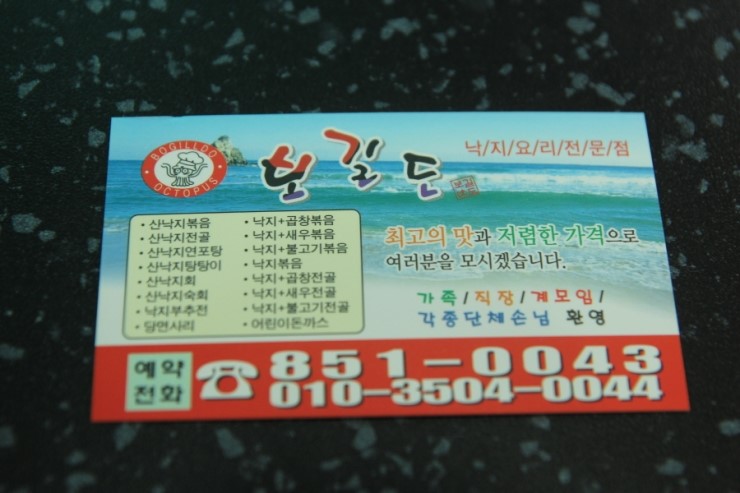 BOGILLDO
OCTOPUS
보길도
낙/지/요/리/전/문/점
• 산낙지볶음
• 산낙지전골
• 산낙지연포탕
• 산낙지탕탕이
• 산낙지회
• 산낙지숙회
• 낙지부추전
• 당면사리
• 낙지+곱창볶음
• 낙지+새우볶음
• 낙지+불고기볶음
• 낙지볶음
• 낙지+곱창전골
• 낙지+새우전골
• 낙지+불고기전골
• 어린이돈까스
최고의 맛과 저렴한 가격으로
여러분을 모시겠습니다.
가족/직장/계모임/
각종단체손님 환영
예약
전화
851-0043
010-3504-0044